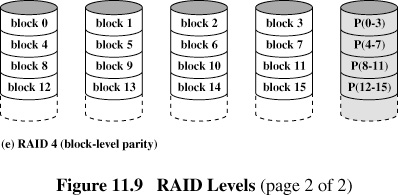 block 0 block 1 block 2 block 3 P(0-3)
block 4 block 5 block 6 block 7 P(4-7)
block 8 block 9 block 10 block 11 P(8-11)
block 12 block 13 block 14 block 15 P(12-15)
(e) RAID 4 (block-level parity)
Figure 11.9 RAID Levels (page 2 of 2)